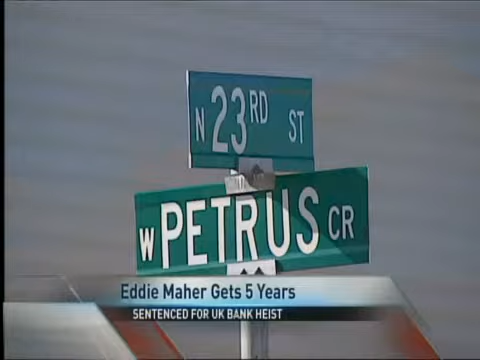 N 23RD ST
W PETRUS CR
Eddie Maher Gets 5 Years
SENTENCED FOR UK BANK HEIST